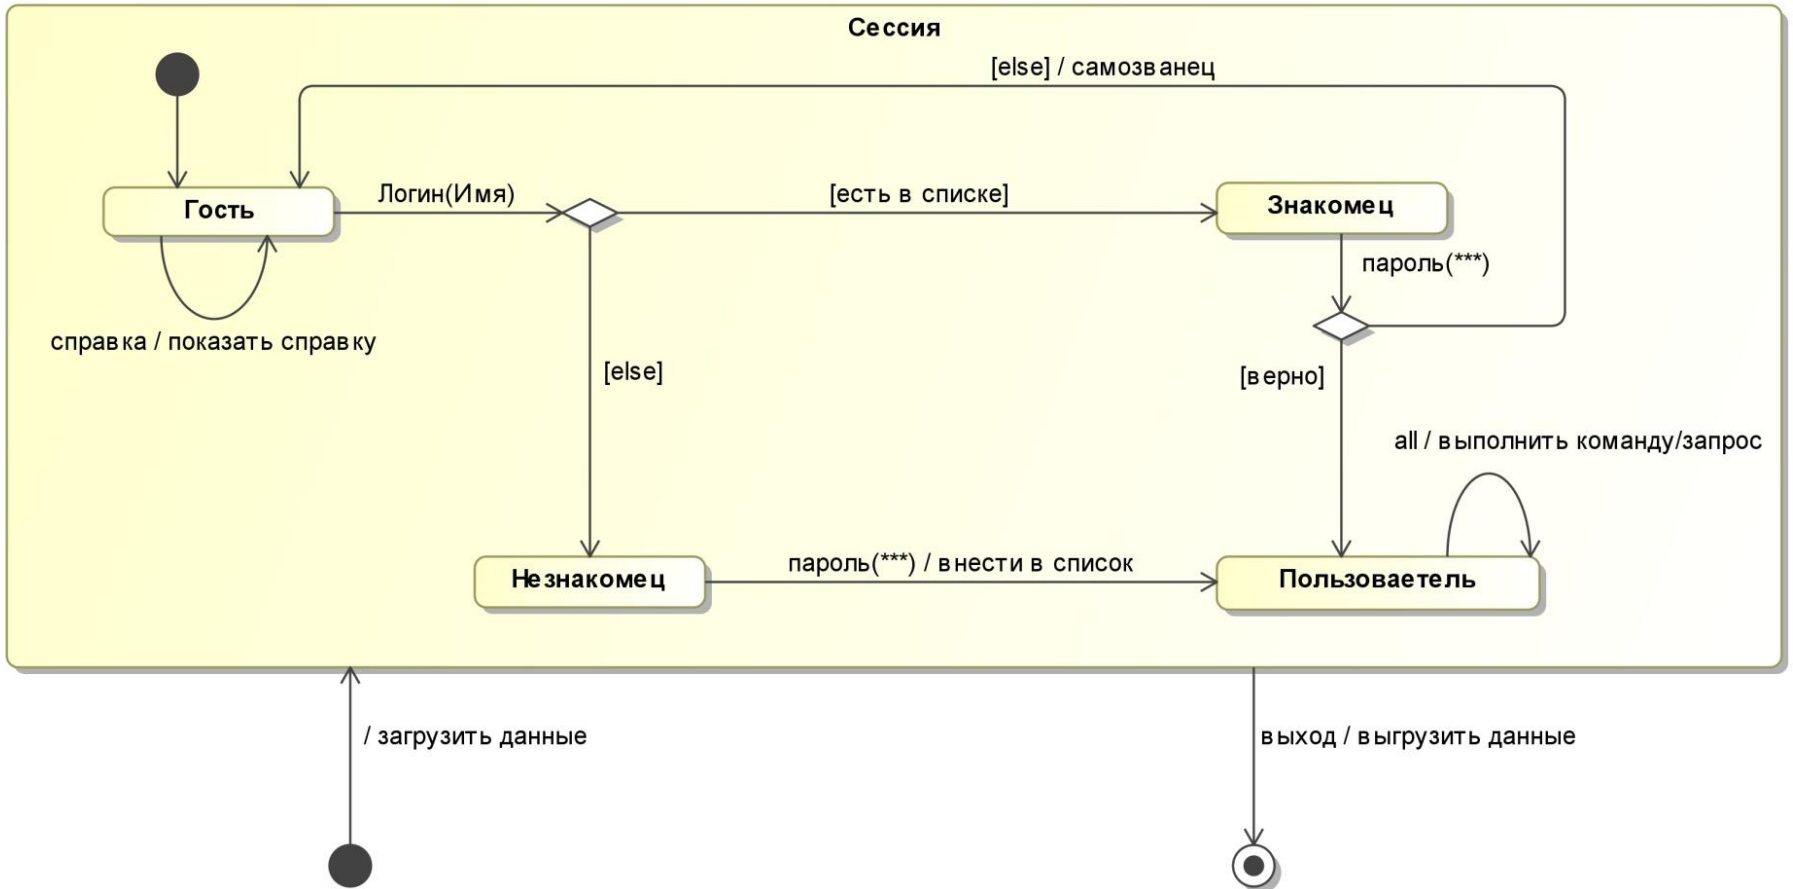 Сессия
[else] / самозванец
Гость
Логин(Имя)
[есть в списке]
Знакомец
пароль(***)
справка / показать справку
[else]
[верно]
all / выполнить команду/запрос
Незнакомец
пароль(***) / внести в список
Пользоваетель
/ загрузить данные
выход / выгрузить данные